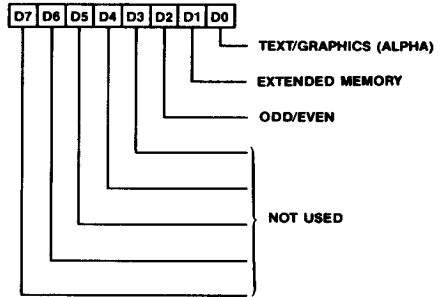 D7 D6 D5 D4 D3 D2 D1 D0
TEXT/GRAPHICS (ALPHA)
EXTENDED MEMORY
ODD/EVEN
NOT USED